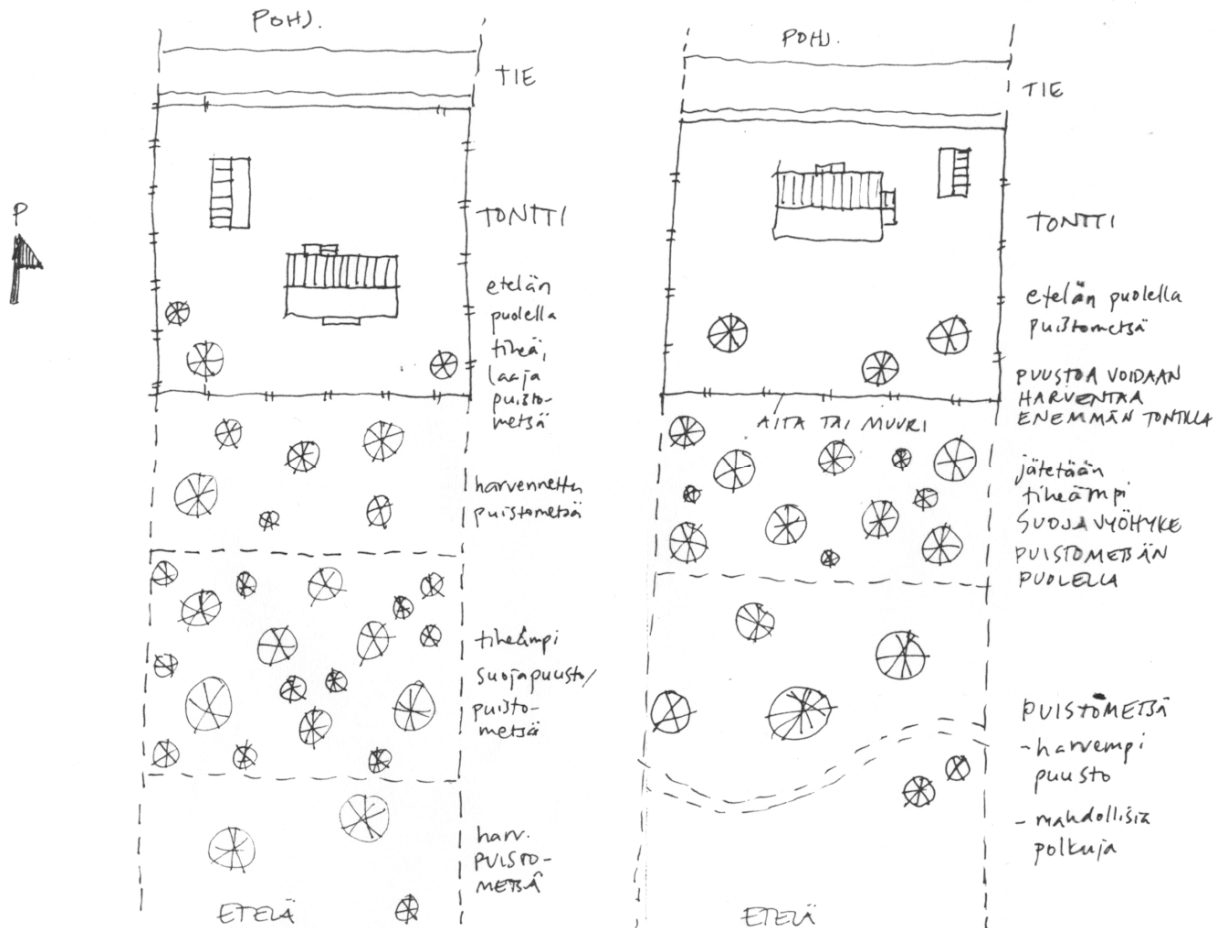 POHJ.
TIE
P
TONTTI
etelän
puolella
tiheä,
laaja
puisto-
metsä
harvennettu
puistometsä
tiheämpi
suojapuusto/
puisto-
metsä
harv.
PUISTO-
METSÄ
ETELÄ
POHJ.
TIE
TONTTI
etelän puolella
puistometsä
PUUSTOA VOIDAAN
HARVENTAA
ENEMMÄN TONTILLA
AITA TAI MUURI
jätetään
tiheämpi
SUOJAVYÖHYKE
PUISTOMETSÄN
PUOLELLA
PUISTOMETSÄ
- harvempi
puusto
- mahdollisia
polkuja
ETELÄ